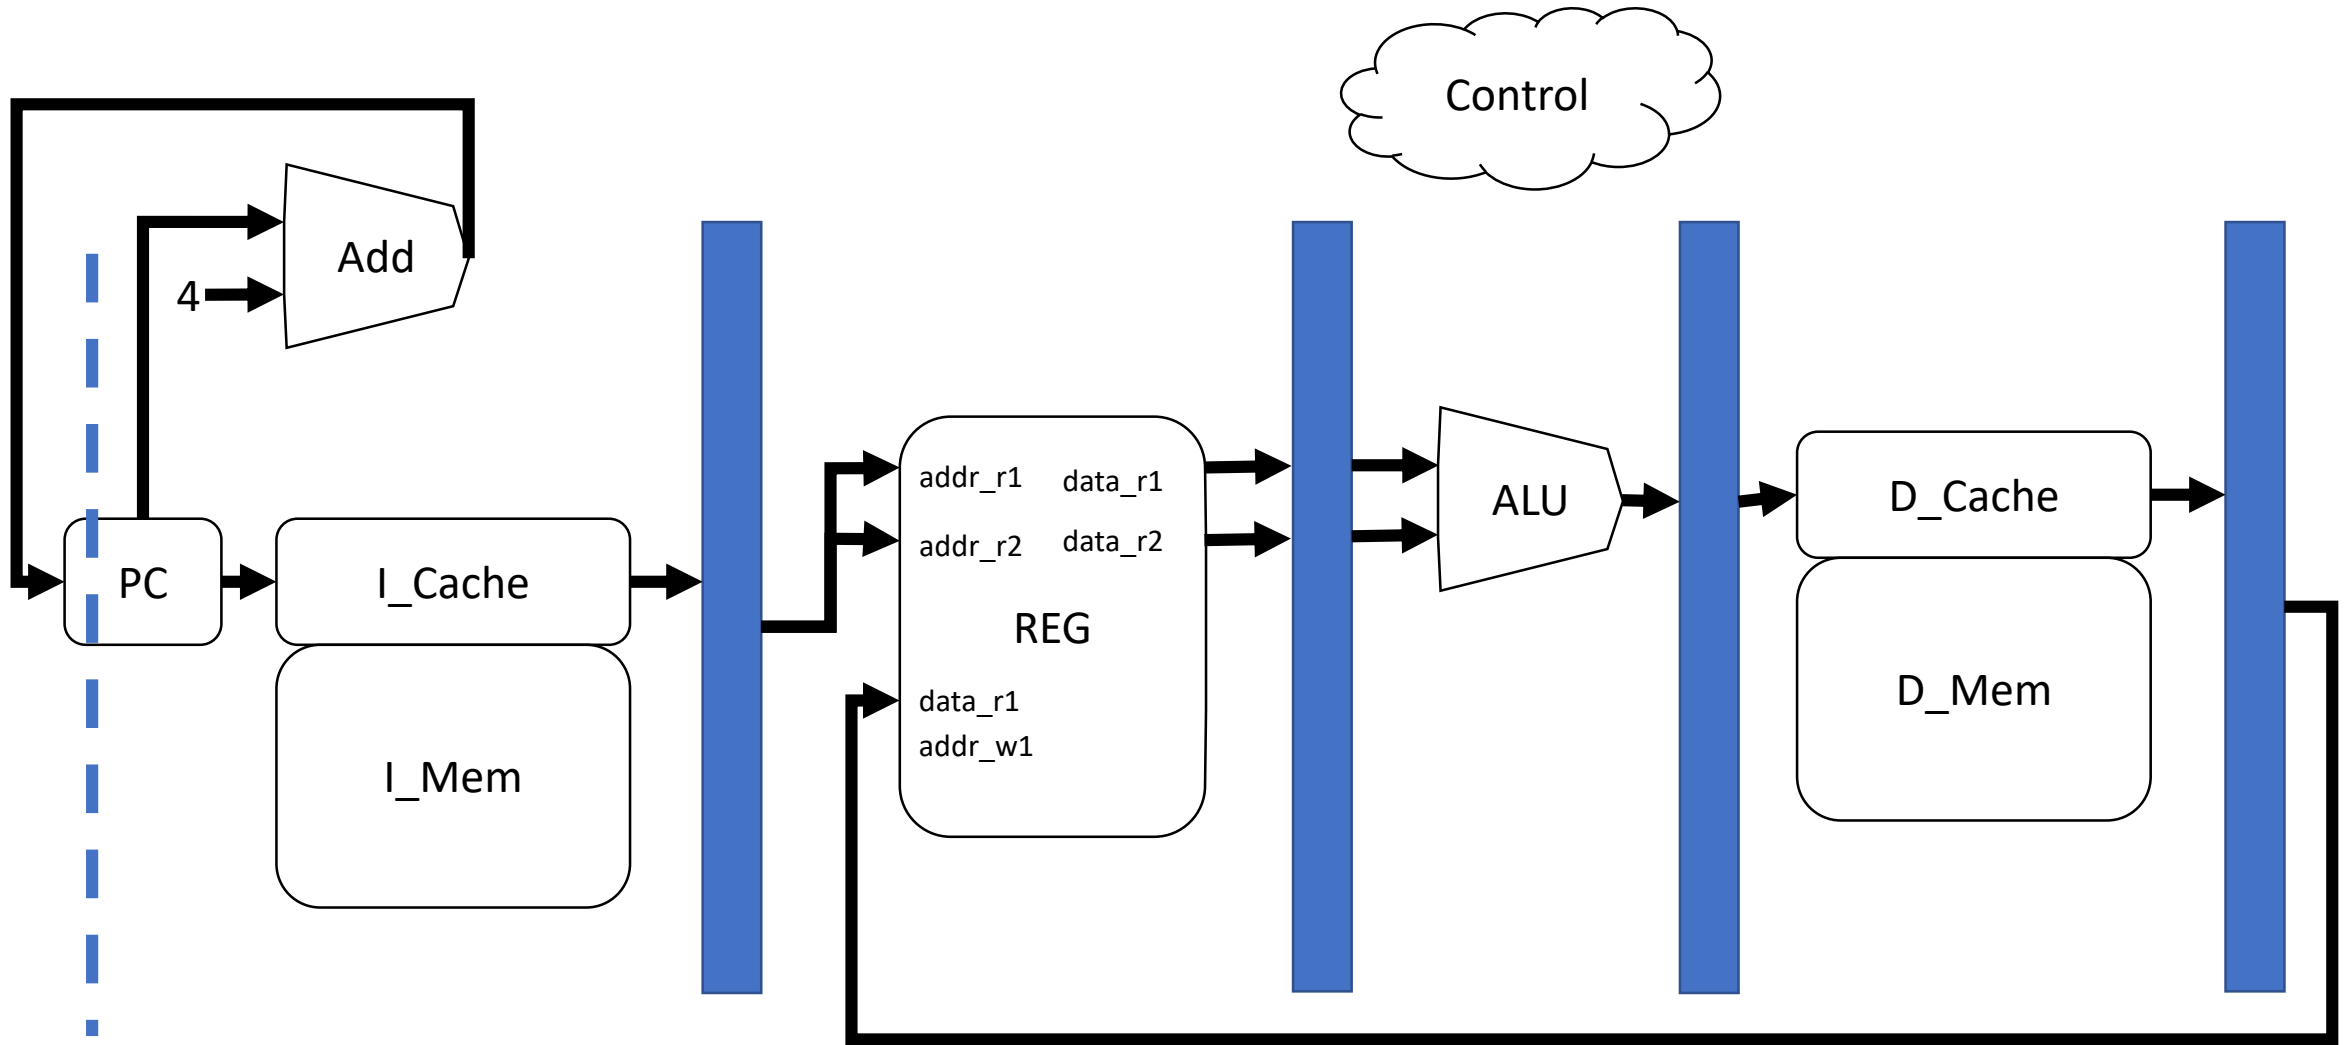 Control
Add
4
PC
I_Cache
I_Mem
addr_r1
data_r1
addr_r2
data_r2
REG
data_r1
addr_w1
ALU
D_Cache
D_Mem